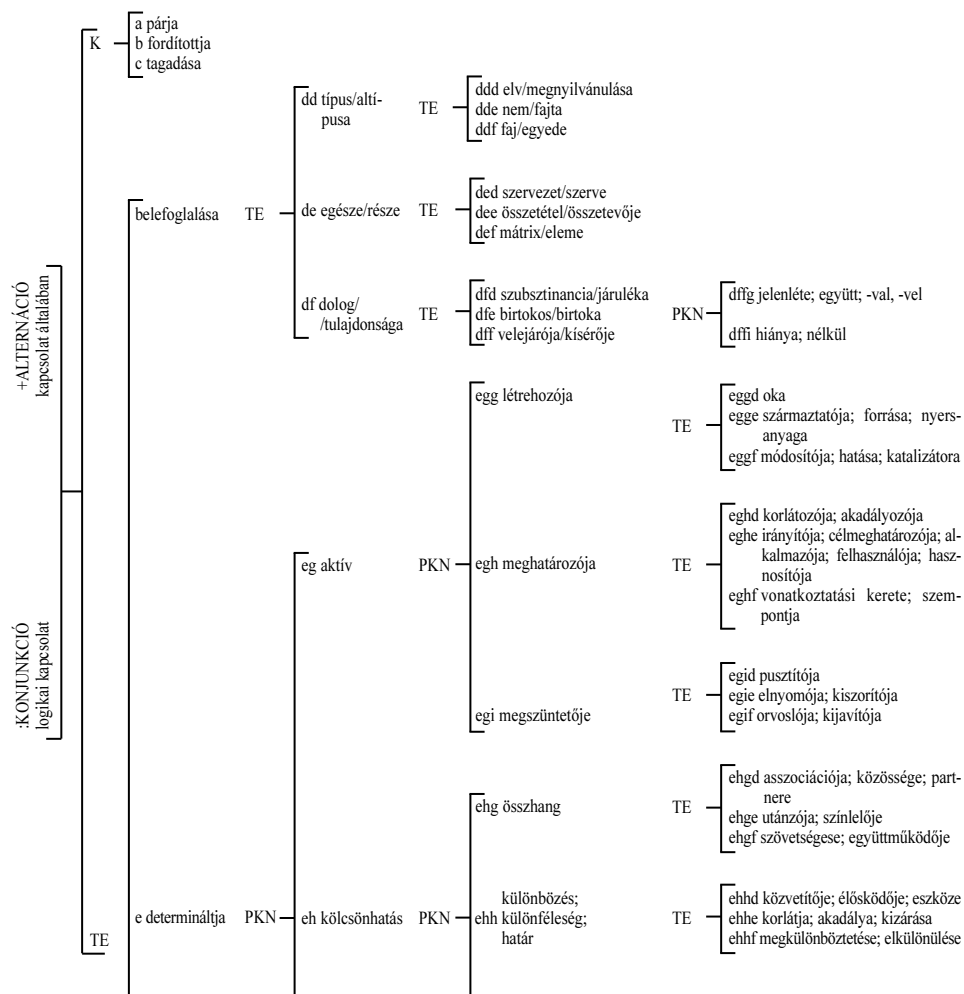 +ALTERNÁCIÓ
kapcsolat általában
:KONJUNKCIÓ
logikai kapcsolat
K
a párja
b fordítottja
c tagadása
TE
belefoglalása
TE
dd típus/altí-
pusa
TE
ddd elv/megnyilvánulása
dde nem/fajta
ddf faj/egyede
de egésze/része
TE
ded szervezet/szerve
dee összetétel/összetevője
def mátrix/eleme
df dolog/
/tulajdonsága
TE
dfd szubsztinancia/járuléka
dfe birtokos/birtoka
dff velejárója/kísérője
PKN
dffg jelenléte; együtt; -val, -vel
dffi hiánya; nélkül
e determináltja
PKN
eg aktív
PKN
egg létrehozója
TE
eggd oka
egge származtatója; forrása; nyers-
anyaga
eggf módosítója; hatása; katalizátora
egh meghatározója
TE
eghd korlátozója; akadályozója
eghe irányítója; célmeghatározója; al-
kalmazója; felhasználója; hasz-
nosítója
eghf vonatkoztatási kerete; szem-
pontja
egi megszüntetője
TE
egid pusztítója
egie elnyomója; kiszorítója
egif orvoslója; kijavítója
eh kölcsönhatás
PKN
ehg összhang
TE
ehgd asszociációja; közössége; part-
nere
ehge utánzója; színlelője
ehgf szövetségese; együttműködője
különbözés;
ehh különféleség;
határ
TE
ehhd közvetítője; élősködője; eszköze
ehhe korlátja; akadálya; kizárása
ehhf megkülönböztetése; elkülönülése